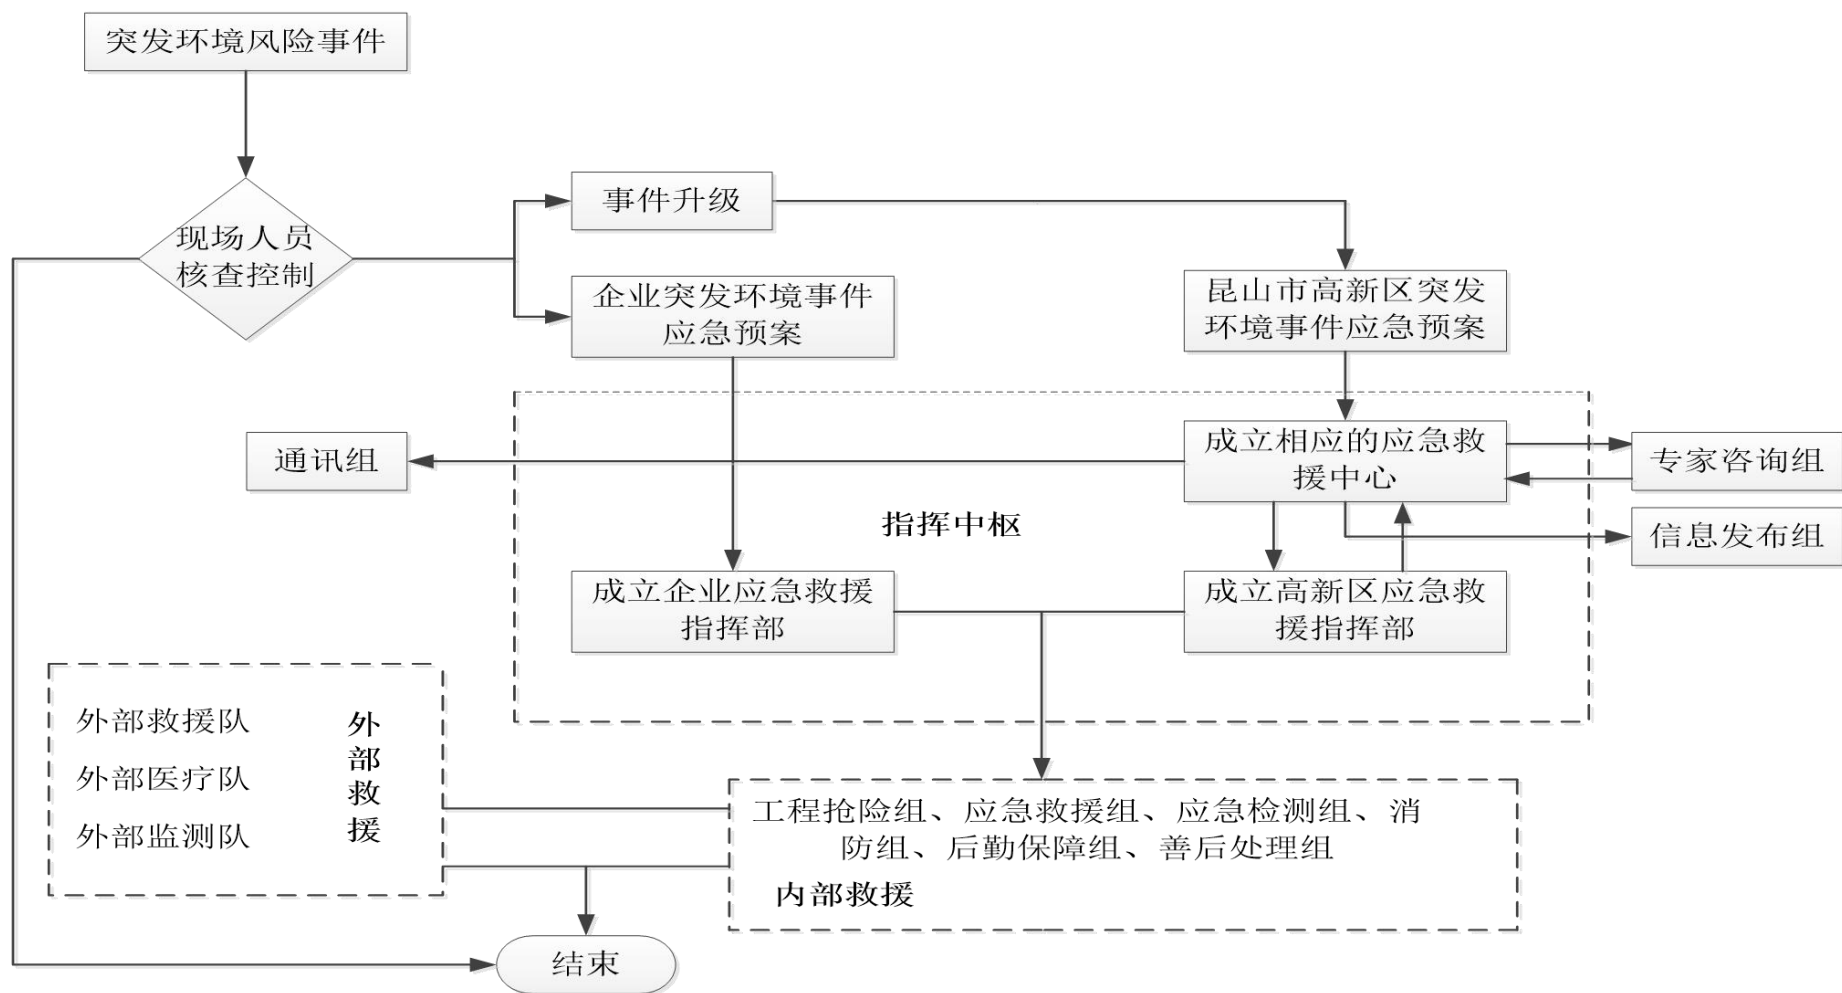 突发环境风险事件
现场人员
核查控制
事件升级
企业突发环境事件
应急预案
昆山市高新区突发
环境事件应急预案
通讯组
成立相应的应急救
援中心
专家咨询组
信息发布组
指挥中枢
成立企业应急救援
指挥部
成立高新区应急救
援指挥部
外部救援队
外部医疗队
外部监测队
外
部
救
援
工程抢险组、应急救援组、应急检测组、消
防组、后勤保障组、善后处理组
内部救援
结束